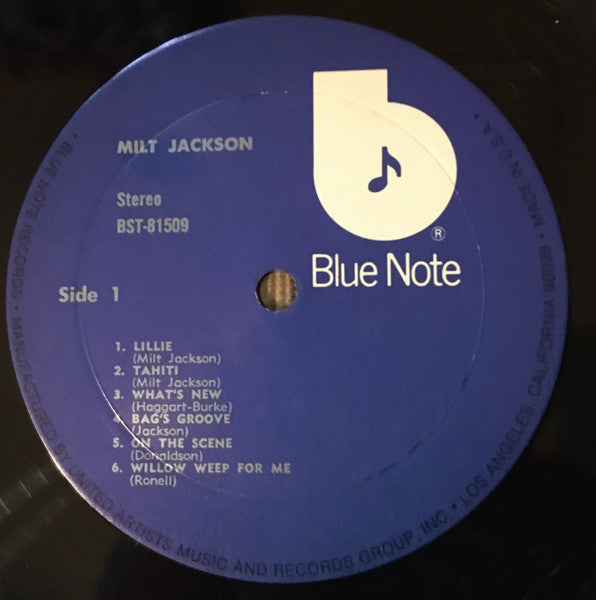 MILT JACKSON
Stereo
BST-81509
Side 1
® 
Blue Note
1. LILLIE
(Milt Jackson)
2. TAHITI
(Milt Jackson)
3. WHAT'S NEW
(Haggart-Burke)
4. BAG'S GROOVE
(Jackson)
5. ON THE SCENE
(Donaldson)
6. WILLOW WEEP FOR ME
(Ronell)
• BLUE NOTE RECORDS • MANUFACTURED BY UNITED ARTISTS MUSIC AND RECORDS GROUP, INC. • LOS ANGELES, CALIFORNIA 90028 • MADE IN U.S.A. •